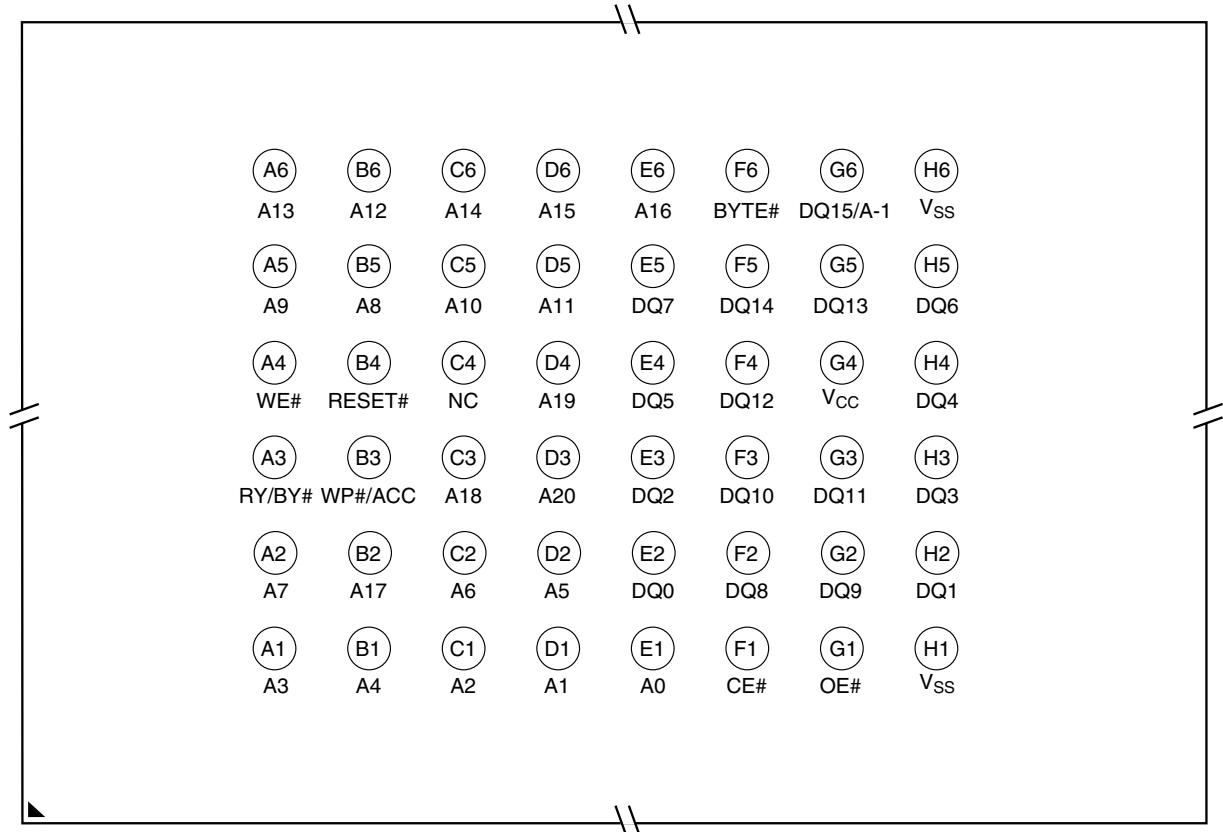 A6 B6 C6 D6 E6 F6 G6 H6
A13 A12 A14 A15 A16 BYTE# DQ15/A-1 VSS
A5 B5 C5 D5 E5 F5 G5 H5
A9 A8 A10 A11 DQ7 DQ14 DQ13 DQ6
A4 B4 C4 D4 E4 F4 G4 H4
WE# RESET# NC A19 DQ5 DQ12 VCC DQ4
A3 B3 C3 D3 E3 F3 G3 H3
RY/BY# WP#/ACC A18 A20 DQ2 DQ10 DQ11 DQ3
A2 B2 C2 D2 E2 F2 G2 H2
A7 A17 A6 A5 DQ0 DQ8 DQ9 DQ1
A1 B1 C1 D1 E1 F1 G1 H1
A3 A4 A2 A1 A0 CE# OE# VSS